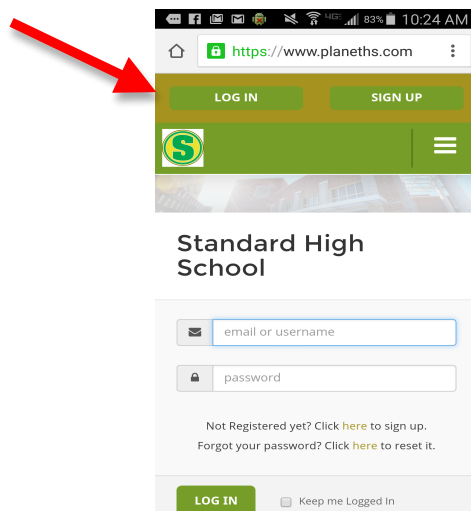 4G 83% 10:24 AM
https://www.planeths.com
LOG IN SIGN UP
S
Standard High
School
email or username
password
Not Registered yet? Click here to sign up.
Forgot your password? Click here to reset it.
LOG IN Keep me Logged In